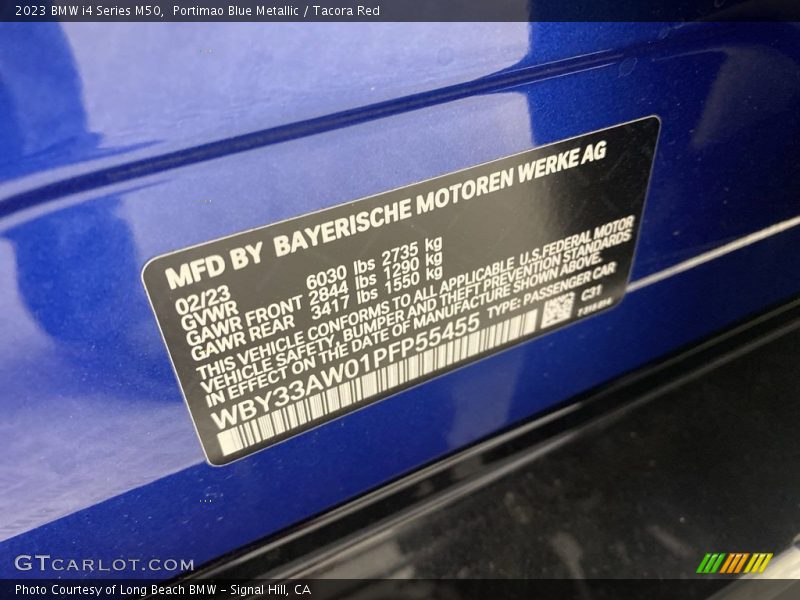 2023 BMW i4 Series M50, Portimao Blue Metallic / Tacora Red
MFD BY BAYERISCHE MOTOREN WERKE AG
02/23
GVWR 6030 lbs 2735 kg
GAWR FRONT 2844 lbs 1290 kg
GAWR REAR 3417 lbs 1550 kg
THIS VEHICLE CONFORMS TO ALL APPLICABLE U.S.FEDERAL MOTOR
VEHICLE SAFETY, BUMPER AND THEFT PREVENTION STANDARDS
IN EFFECT ON THE DATE OF MANUFACTURE SHOWN ABOVE.
WBY33AW01PFP55455 TYPE: PASSENGER CAR
C31
GTCARLOT.COM
Photo Courtesy of Long Beach BMW - Signal Hill, CA